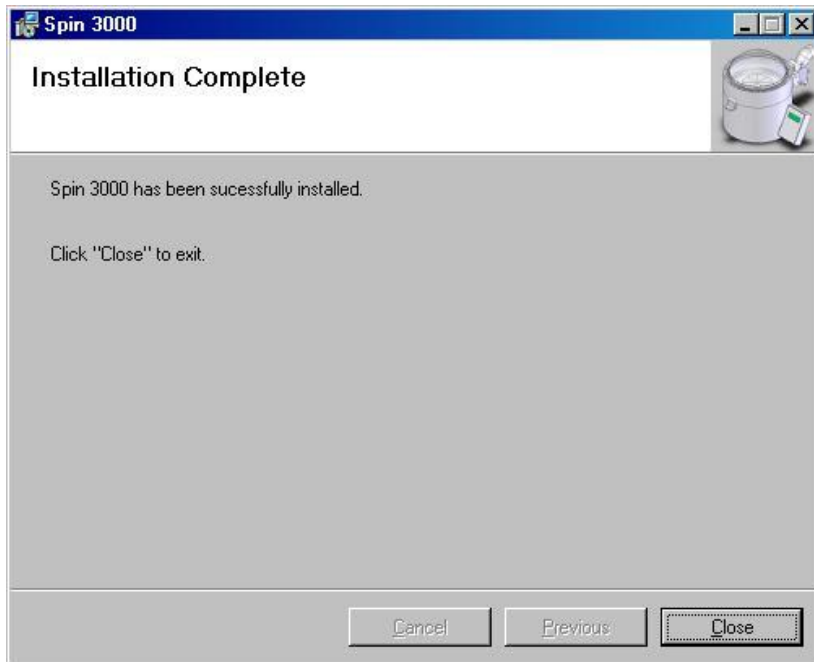 Spin 3000
Installation Complete
Spin 3000 has been sucessfully installed.
Click "Close" to exit.
Cancel
Previous
Close